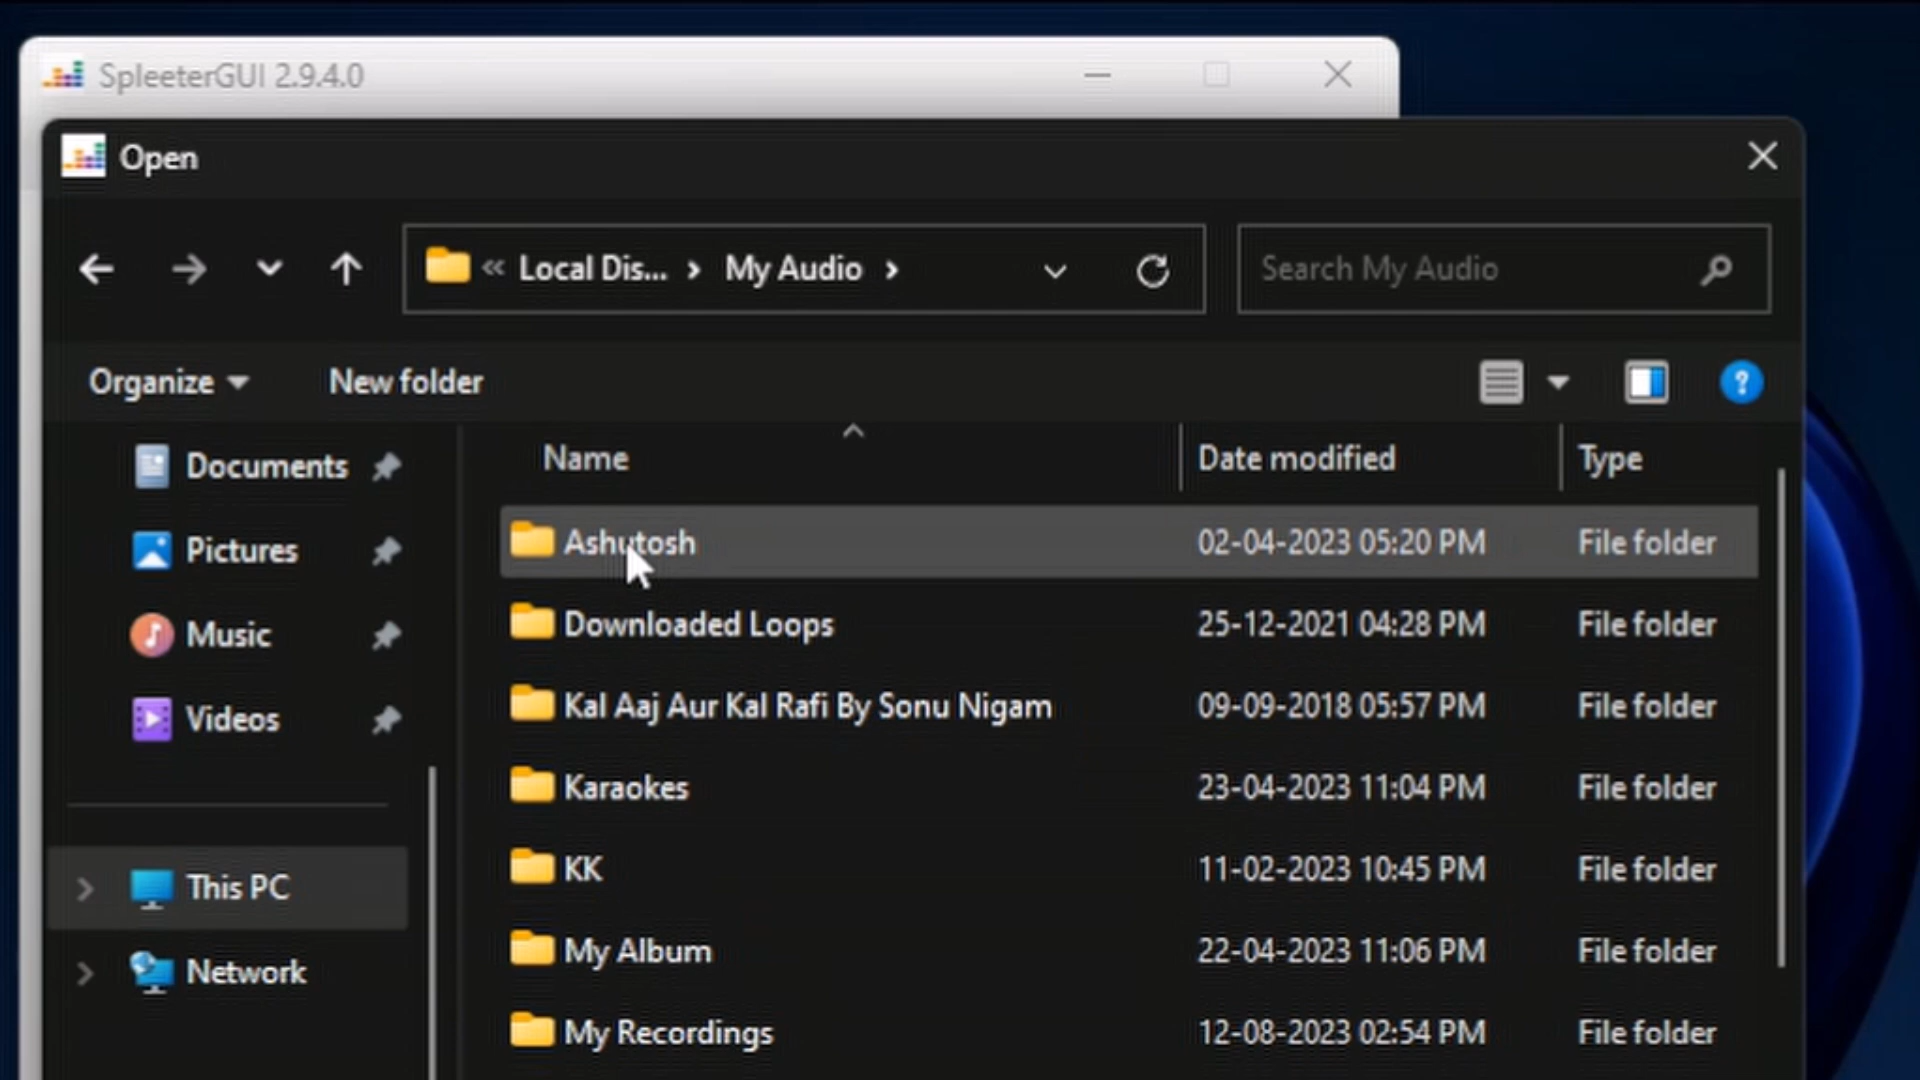 SpleeterGUI 2.9.4.0
Open
« Local Dis... > My Audio >
Search My Audio
Organize
New folder
?
Documents
Pictures
Music
Videos
This PC
Network
Name Date modified Type
Ashutosh 02-04-2023 05:20 PM File folder
Downloaded Loops 25-12-2021 04:28 PM File folder
Kal Aaj Aur Kal Rafi By Sonu Nigam 09-09-2018 05:57 PM File folder
Karaokes 23-04-2023 11:04 PM File folder
KK 11-02-2023 10:45 PM File folder
My Album 22-04-2023 11:06 PM File folder
My Recordings 12-08-2023 02:54 PM File folder